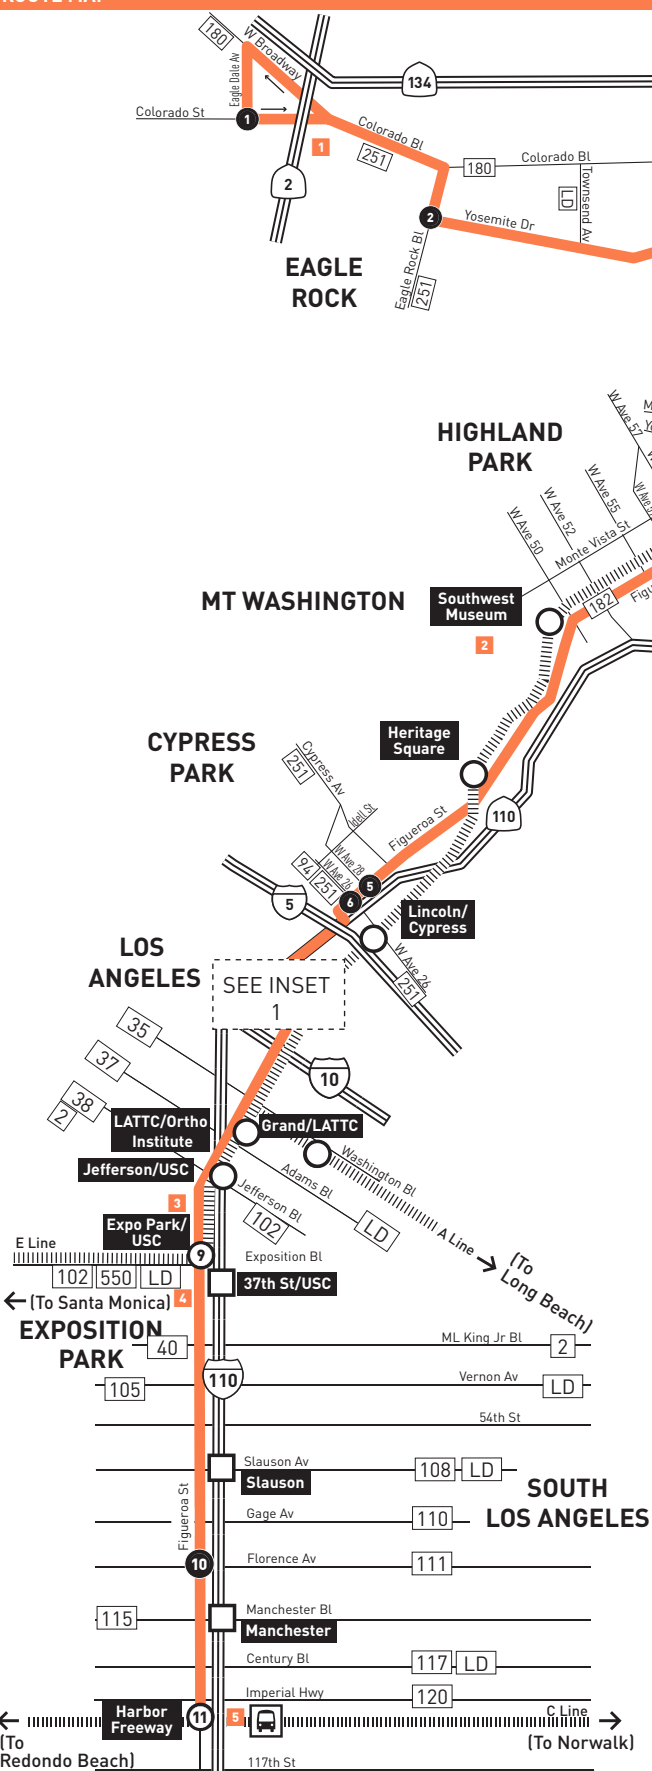 180
W Broadway
Eagle Dale Av
134
Colorado St
1
1
Colorado Bl
251
2
180
Colorado Bl
LD
Townsend Av
2
Yosemite Dr
Eagle Rock Bl
251
EAGLE
ROCK
W Ave 57
HIGHLAND
PARK
W Ave 55
W Ave 52
W Ave 50
Monte Vista St
MT WASHINGTON
Southwest
Museum
182
2
Heritage
Square
CYPRESS
PARK
Cypress Av
251
Idell St
Figueroa St
110
W Ave 28
W Ave 26
94
251
5
6
5
Lincoln/
Cypress
W Ave 26
251
LOS
ANGELES
SEE INSET
1
35
10
37
38
2
LATTC/Ortho
Institute
Grand/LATTC
Jefferson/USC
Washington Bl
Adams Bl
Jefferson Bl
102
LD
3
Expo Park/
USC
A Line
(To
Long Beach)
E Line
9
Exposition Bl
102
550
LD
37th St/USC
(To Santa Monica)
4
EXPOSITION
PARK
40
ML King Jr Bl
2
110
105
Vernon Av
LD
54th St
Slauson Av
108
LD
Slauson
SOUTH
LOS ANGELES
Figueroa St
Gage Av
110
10
Florence Av
111
115
Manchester Bl
Manchester
Century Bl
117
LD
Imperial Hwy
120
Harbor
Freeway
11
5
C Line
(To
Redondo Beach)
(To Norwalk)
117th St